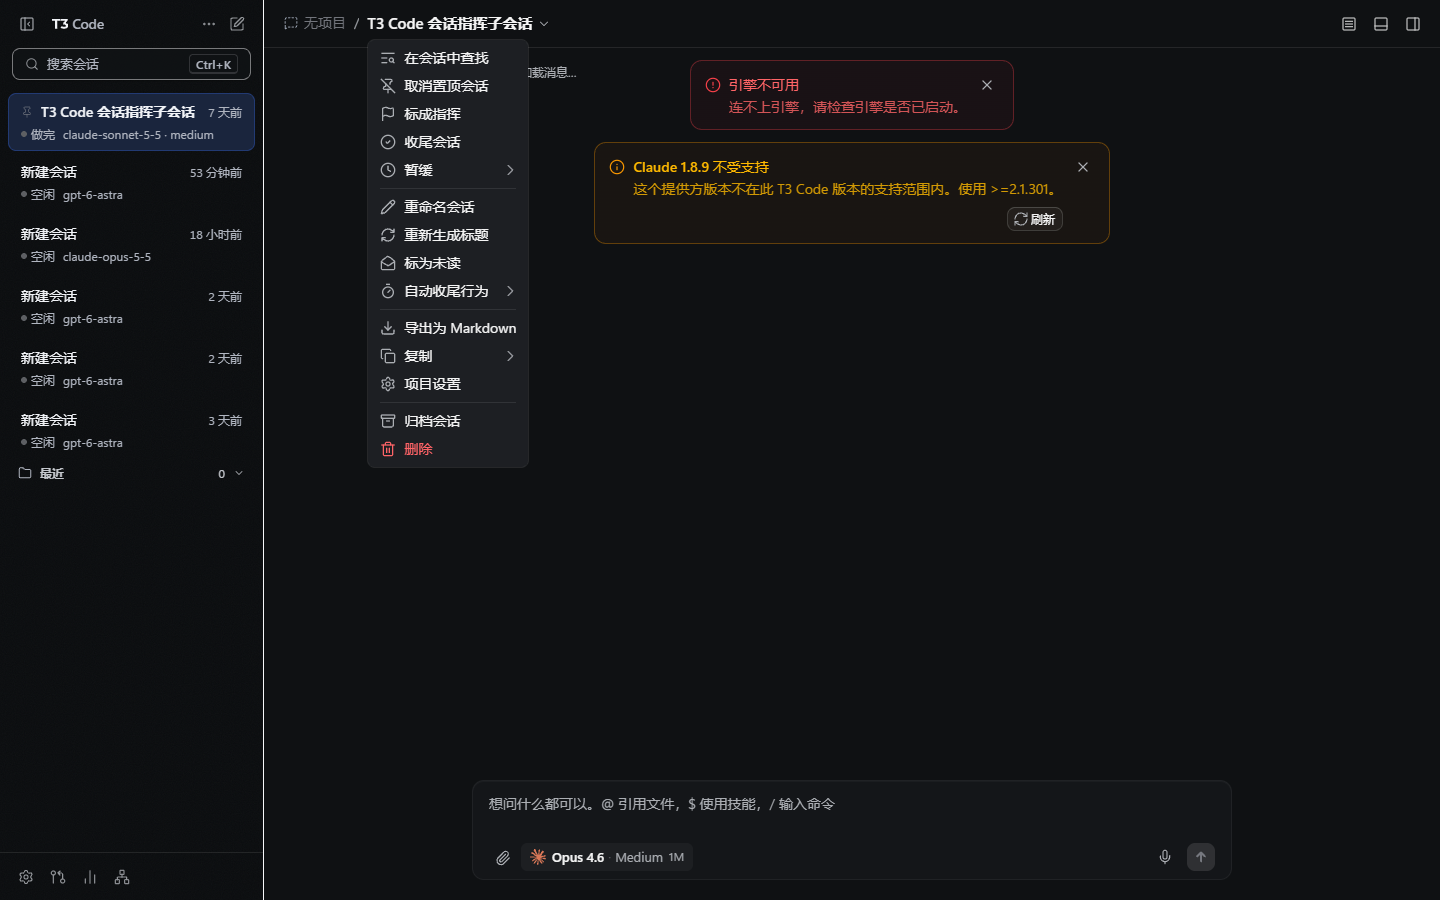 T3 Code
搜索会话
Ctrl+K
T3 Code 会话指挥子会话 7 天前
做完 claude-sonnet-5-5 · medium
新建会话 53 分钟前
空闲 gpt-6-astra
新建会话 18 小时前
空闲 claude-opus-5-5
新建会话 2 天前
空闲 gpt-6-astra
新建会话 2 天前
空闲 gpt-6-astra
新建会话 3 天前
空闲 gpt-6-astra
最近 0
无项目 / T3 Code 会话指挥子会话
在会话中查找
取消置顶会话
标成指挥
收尾会话
暂缓
重命名会话
重新生成标题
标为未读
自动收尾行为
导出为 Markdown
复制
项目设置
归档会话
删除
载消息...
引擎不可用
连不上引擎，请检查引擎是否已启动。
Claude 1.8.9 不受支持
这个提供方版本不在此 T3 Code 版本的支持范围内。使用 >=2.1.301。
刷新
想问什么都可以。@ 引用文件，$ 使用技能，/ 输入命令
Opus 4.6 · Medium 1M